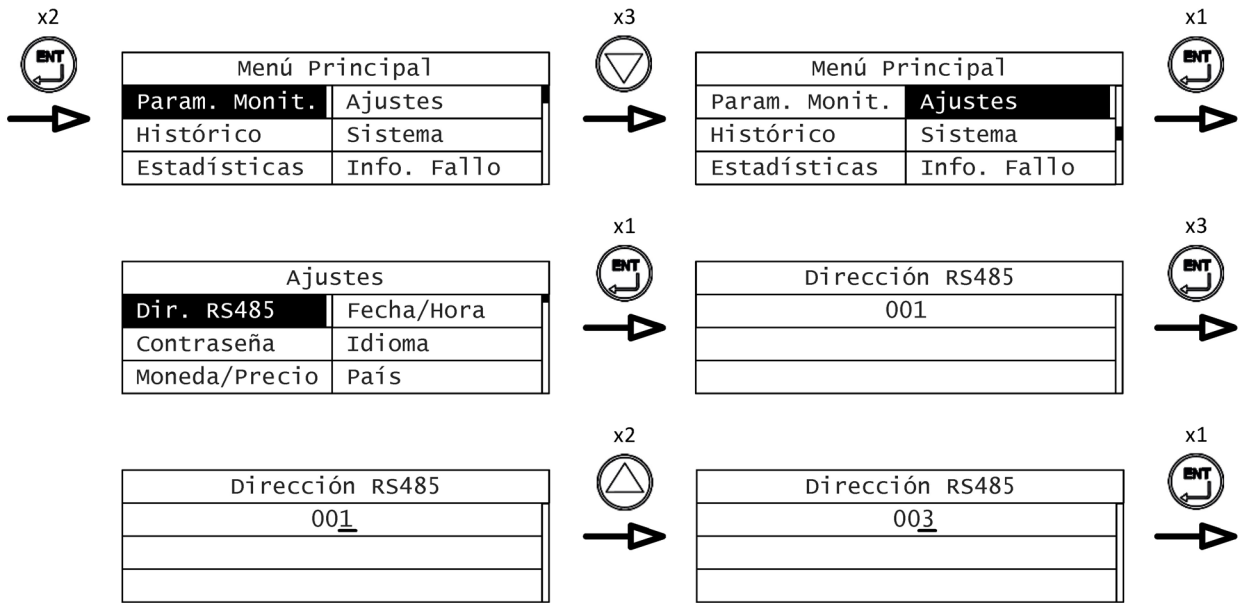 x2
x3
x1
ENT
Menú Principal
Param. Monit. Ajustes
Histórico Sistema
Estadísticas Info. Fallo
Menú Principal
Param. Monit. Ajustes
Histórico Sistema
Estadísticas Info. Fallo
ENT
x1
x3
Ajustes
Dir. RS485 Fecha/Hora
Contraseña Idioma
Moneda/Precio País
ENT
Dirección RS485
001
ENT
x2
x1
Dirección RS485
001
Dirección RS485
003
ENT